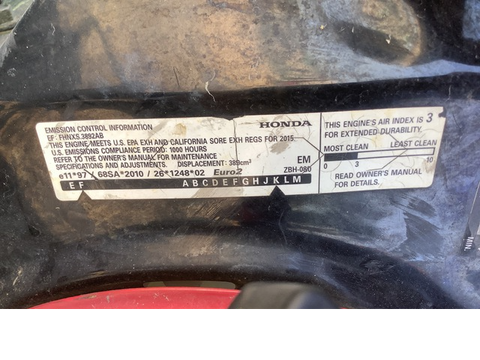 EMISSION CONTROL INFORMATION
HONDA
EF: FHNXS.3892AB
THIS ENGINE MEETS U.S. EPA EXH AND CALIFORNIA SORE EXH REGS FOR 2015.
U.S. EMISSIONS COMPLIANCE PERIOD: 1000 HOURS
REFER TO OWNER'S MANUAL FOR MAINTENANCE
SPECIFICATIONS AND ADJUSTMENTS. DISPLACEMENT: 389cm³
EM
e11*97 68SA*2010 / 26*1248*02 Euro2
ZBH-080
EF
ABCDEFGHJKLM
THIS ENGINE'S AIR INDEX IS 3
FOR EXTENDED DURABILITY.
MOST CLEAN
LEAST CLEAN
0 3 10
READ OWNER'S MANUAL
FOR DETAILS.